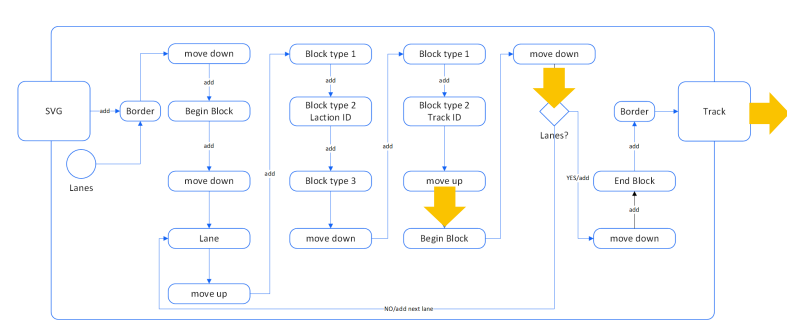 SVG
Lanes
add
Border
move down
add
Begin Block
add
move down
Lane
move up
add
Block type 1
add
Block type 2
Laction ID
add
Block type 3
move down
add
Block type 1
add
Block type 2
Track ID
move up
Begin Block
move down
Lanes?
YES/add
NO/add next lane
move down
add
End Block
add
Border
Track